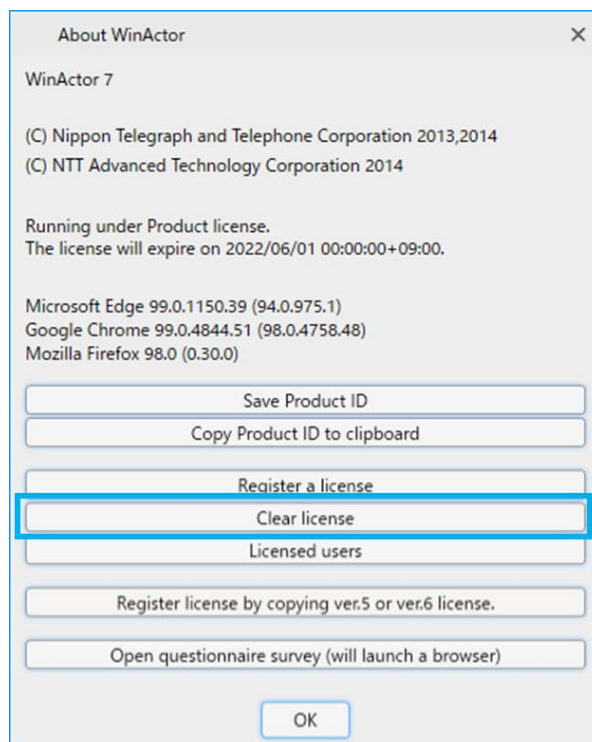 About WinActor
WinActor 7
(C) Nippon Telegraph and Telephone Corporation 2013,2014
(C) NTT Advanced Technology Corporation 2014
Running under Product license.
The license will expire on 2022/06/01 00:00:00+09:00.
Microsoft Edge 99.0.1150.39 (94.0.975.1)
Google Chrome 99.0.4844.51 (98.0.4758.48)
Mozilla Firefox 98.0 (0.30.0)
Save Product ID
Copy Product ID to clipboard
Register a license
Clear license
Licensed users
Register license by copying ver.5 or ver.6 license.
Open questionnaire survey (will launch a browser)
OK